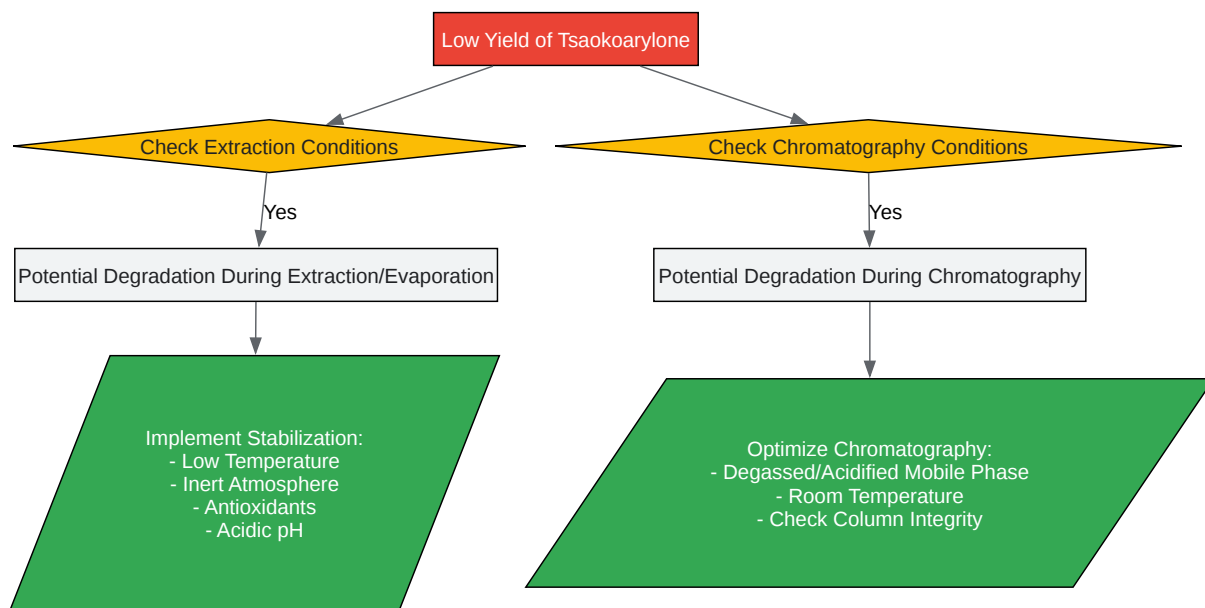 Low Yield of Tsaokoarylone
Check Extraction Conditions
Check Chromatography Conditions
Yes
Yes
Potential Degradation During Extraction/Evaporation
Potential Degradation During Chromatography
Implement Stabilization:
- Low Temperature
- Inert Atmosphere
- Antioxidants
- Acidic pH
Optimize Chromatography:
- Degassed/Acidified Mobile Phase
- Room Temperature
- Check Column Integrity